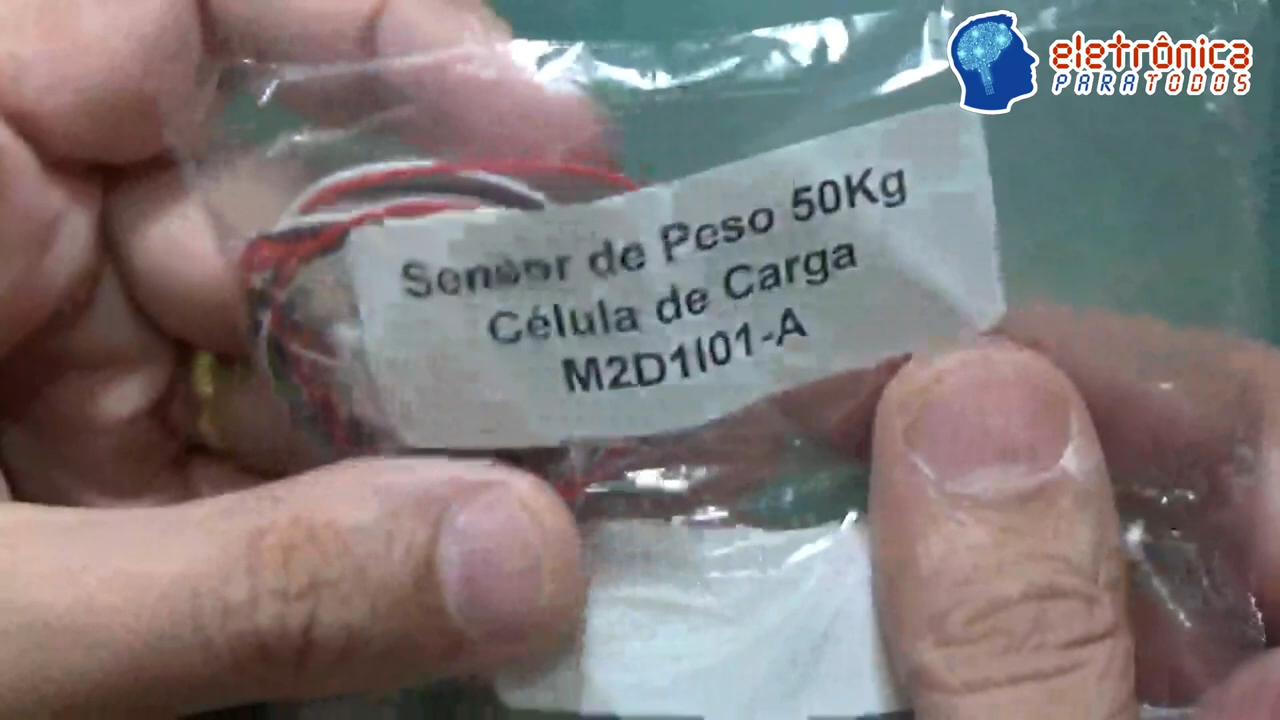 eletrônica
PARATODOS
Sensor de Peso 50Kg
Célula de Carga
M2D1I01-A